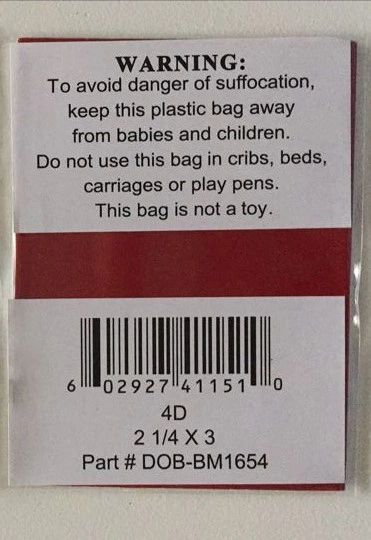 WARNING:
To avoid danger of suffocation,
keep this plastic bag away
from babies and children.
Do not use this bag in cribs, beds,
carriages or play pens.
This bag is not a toy.
6 02927 41151 0
4D
2 1/4 X 3
Part # DOB-BM1654